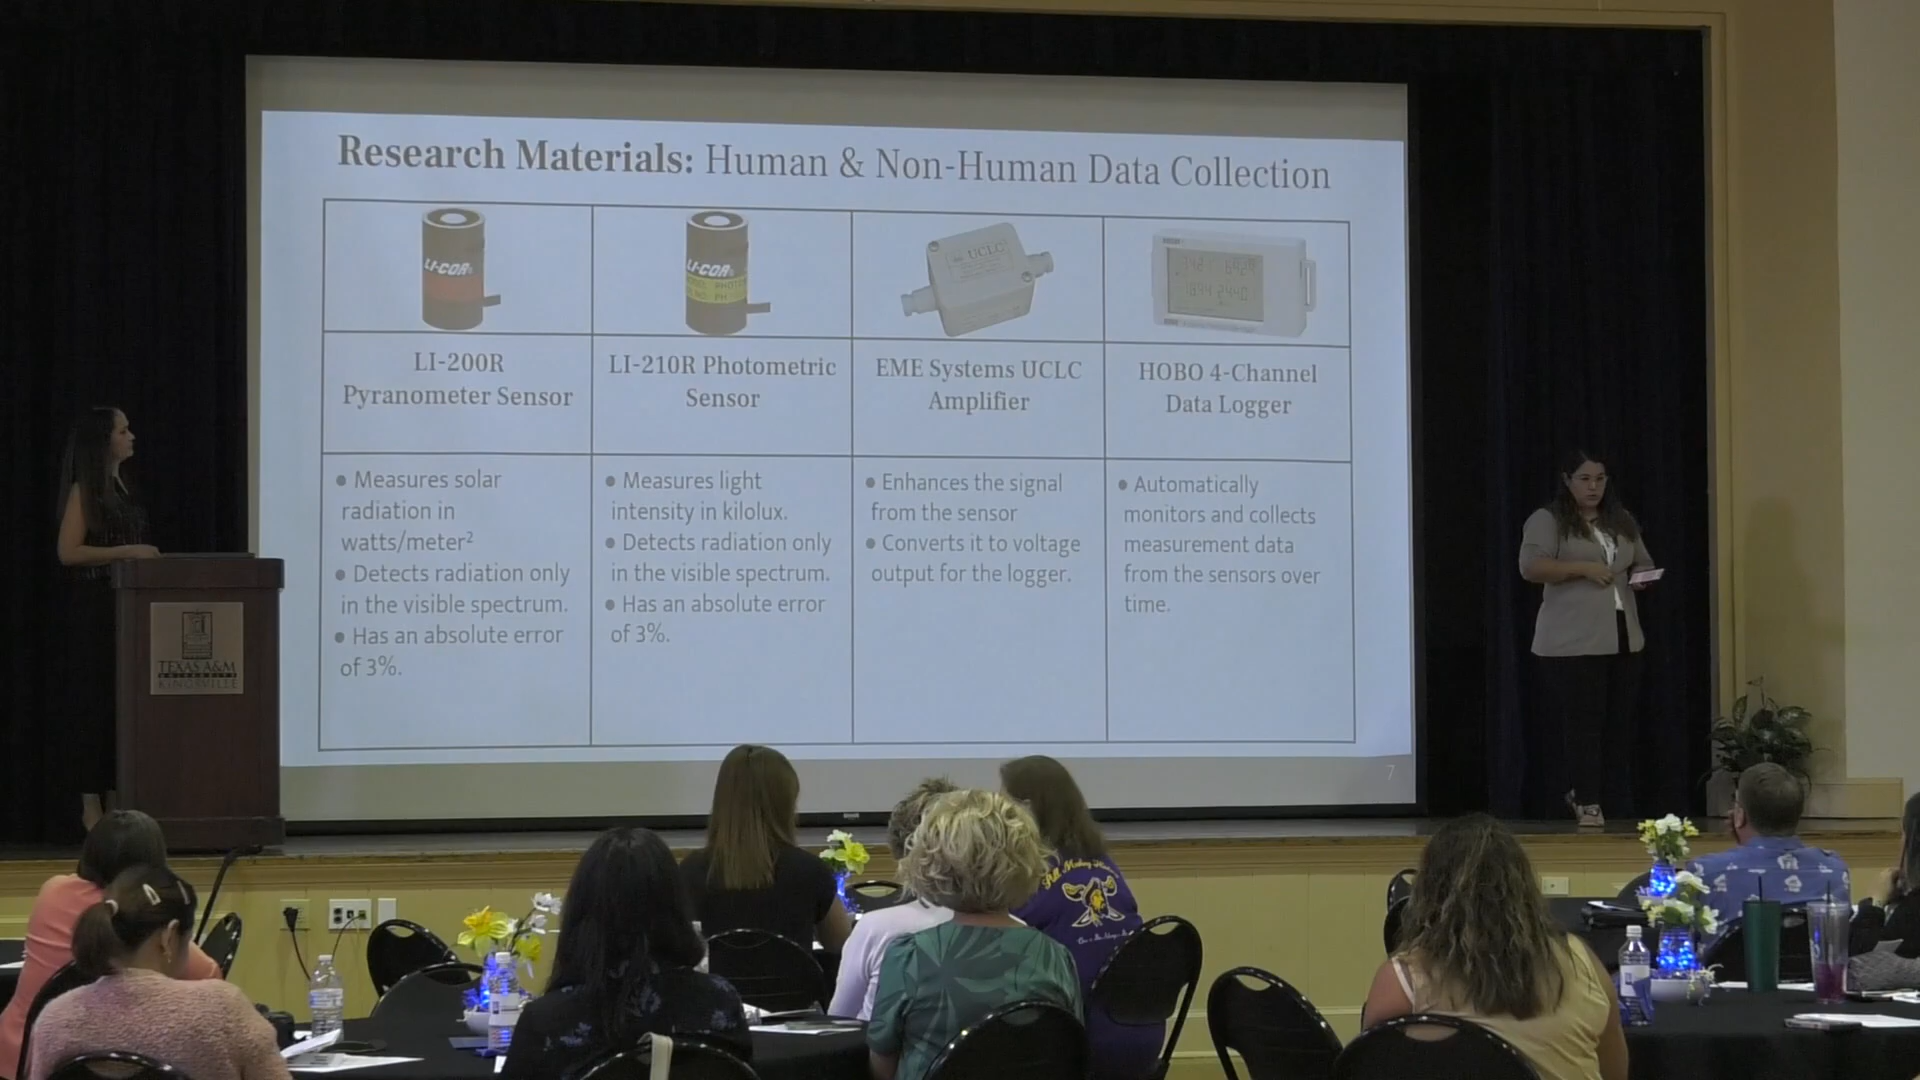 Research Materials: Human & Non-Human Data Collection
LI-COR
LI-COR
UCLC
LI-200R
Pyranometer Sensor
LI-210R Photometric
Sensor
EME Systems UCLC
Amplifier
HOBO 4-Channel
Data Logger
• Measures solar
radiation in
watts/meter²
• Detects radiation only
in the visible spectrum.
• Has an absolute error
of 3%.
• Measures light
intensity in kilolux.
• Detects radiation only
in the visible spectrum.
• Has an absolute error
of 3%.
• Enhances the signal
from the sensor
• Converts it to voltage
output for the logger.
• Automatically
monitors and collects
measurement data
from the sensors over
time.
7
TEXAS A&M
UNIVERSITY
KINGSVILLE